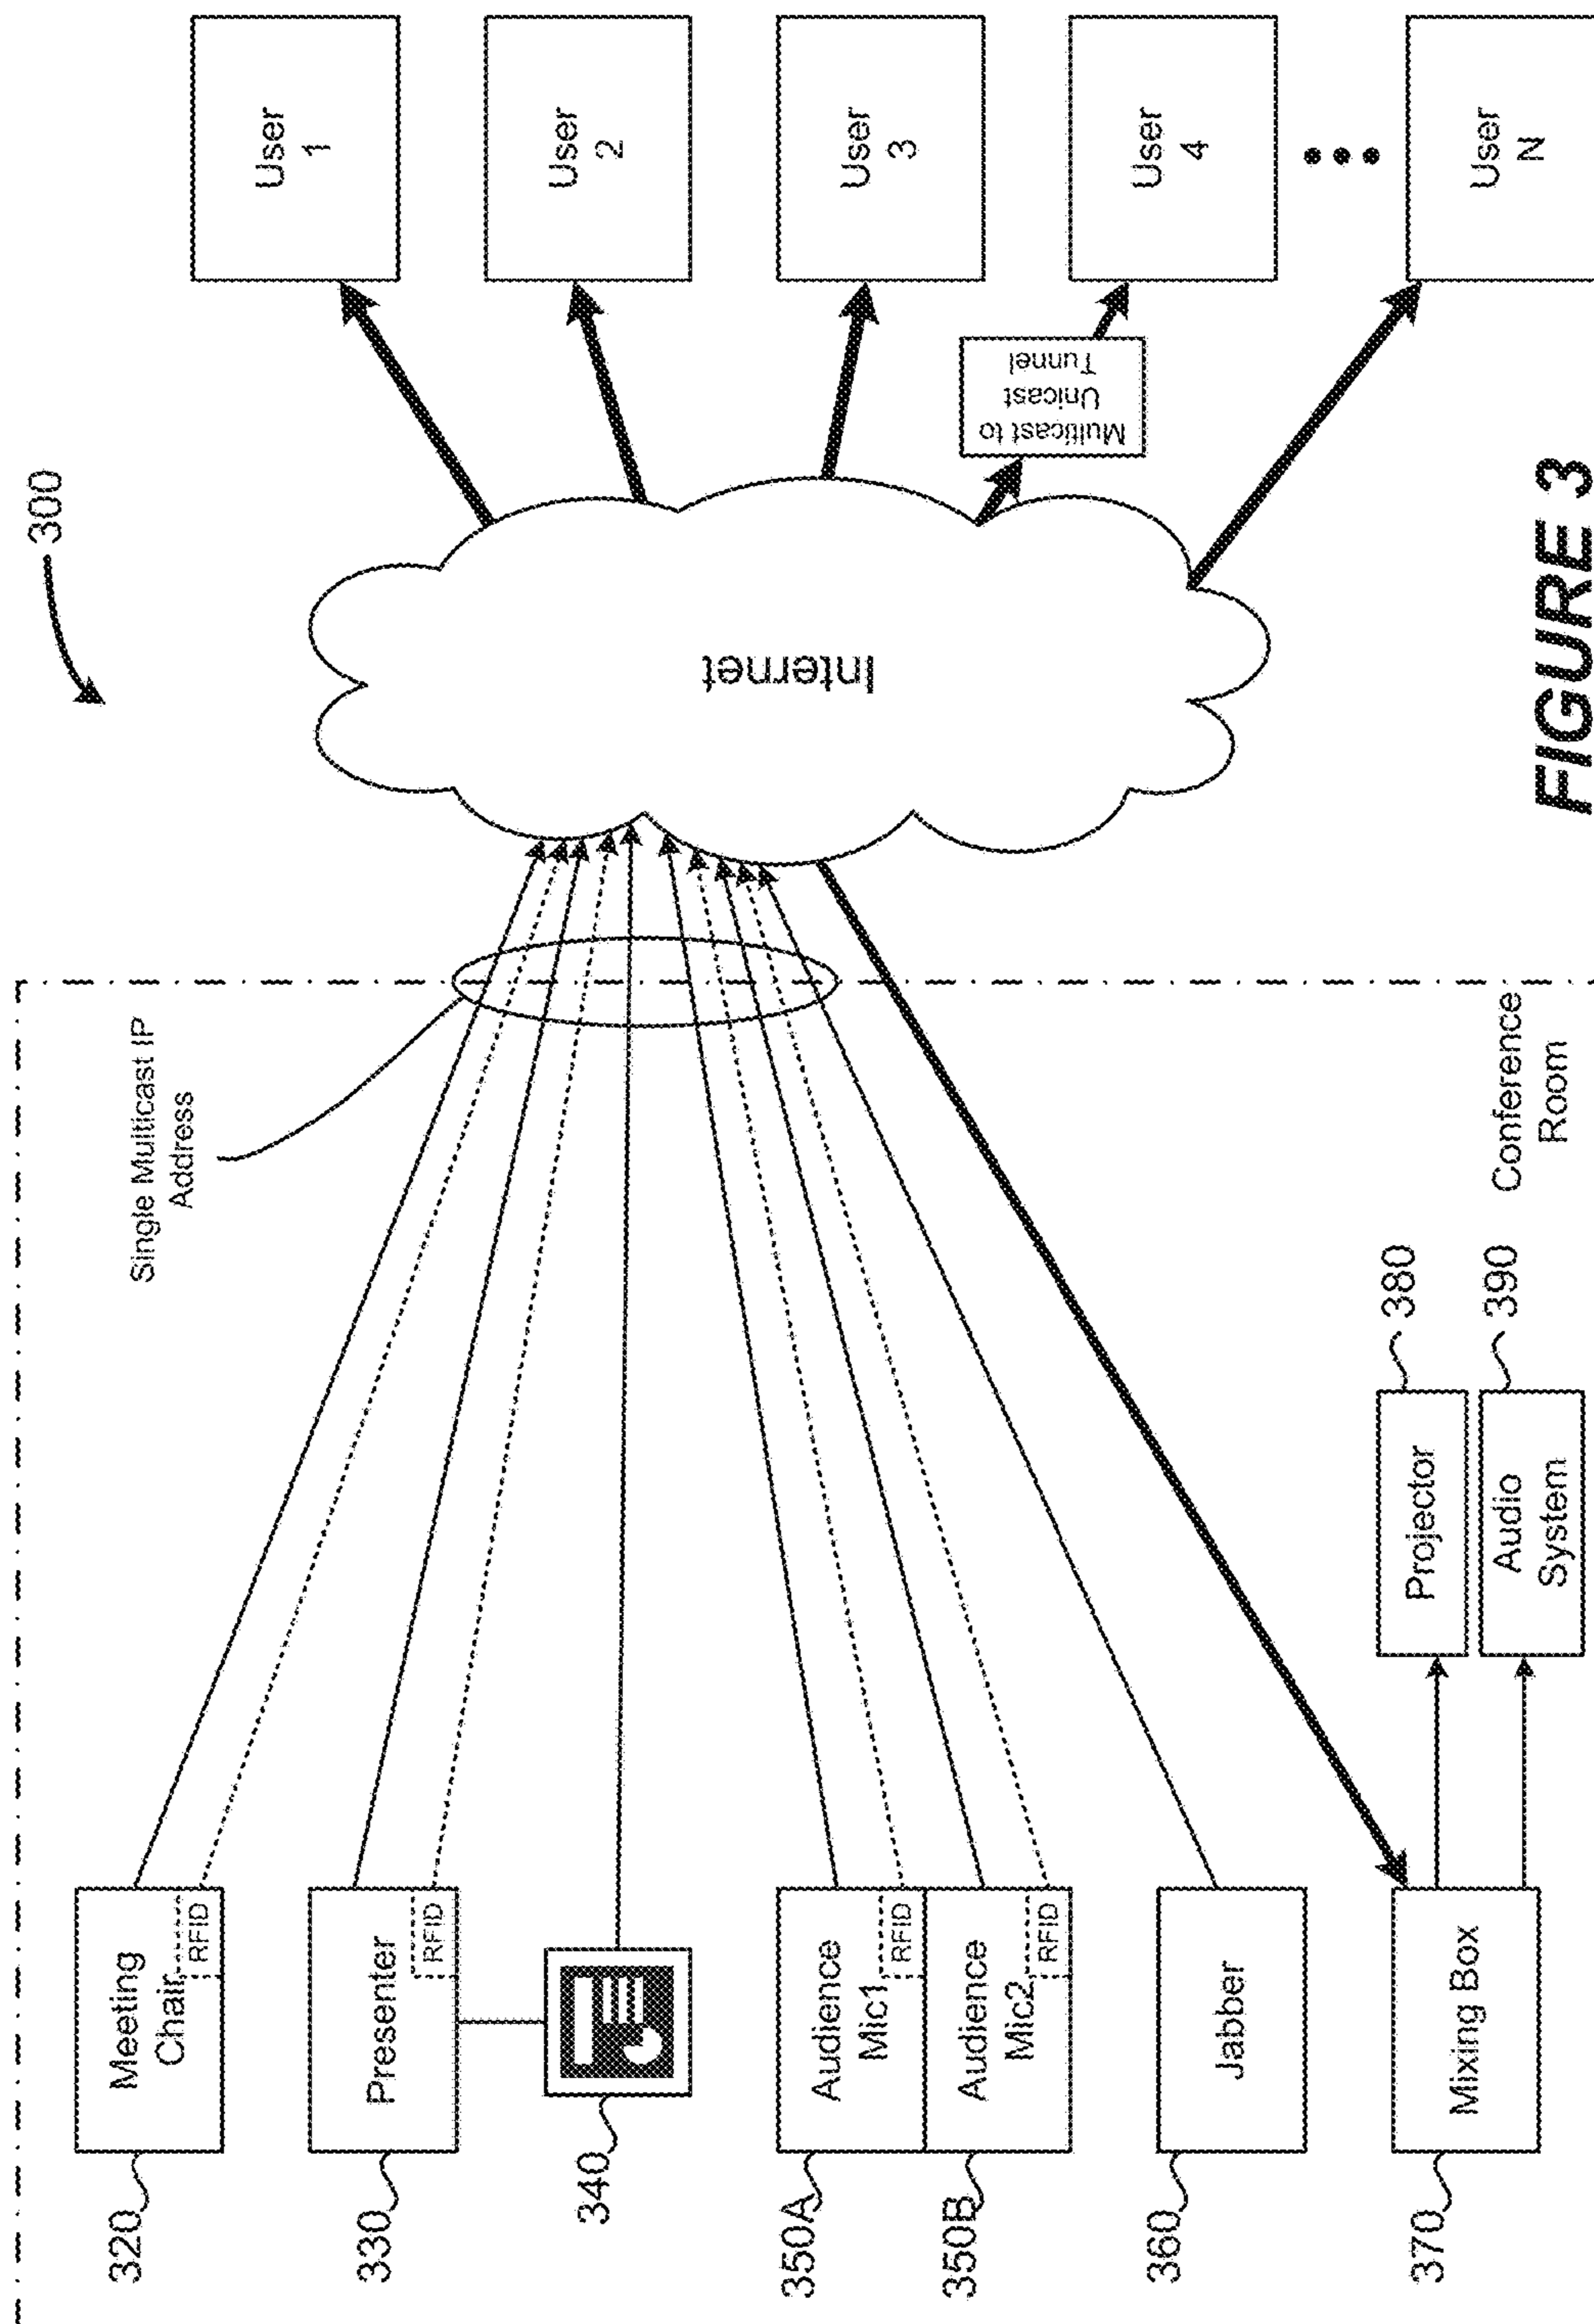 300
Single Multicast IP
Address
320
Meeting
Chair
RFID
330
Presenter
RFID
340
350A
Audience
Mic1
RFID
350B
Audience
Mic2
RFID
360
Jabber
370
Mixing Box
Projector
380
Audio
System
390
Conference
Room
Internet
Multicast to
Unicast
Tunnel
User
1
User
2
User
3
User
4
User
N
FIGURE 3